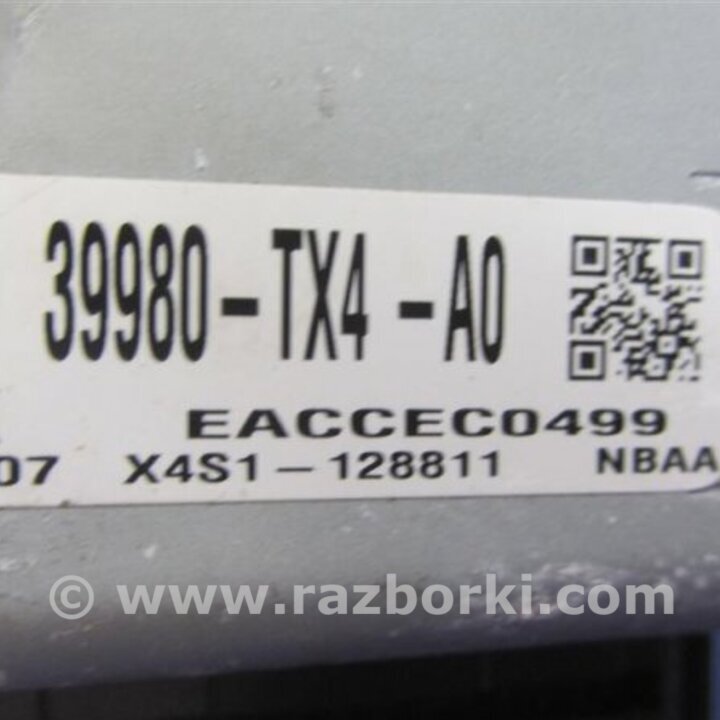 39980-TX4-A0
EACCEC0499
07 X4S1-128811 NBAA
© www.razborki.com